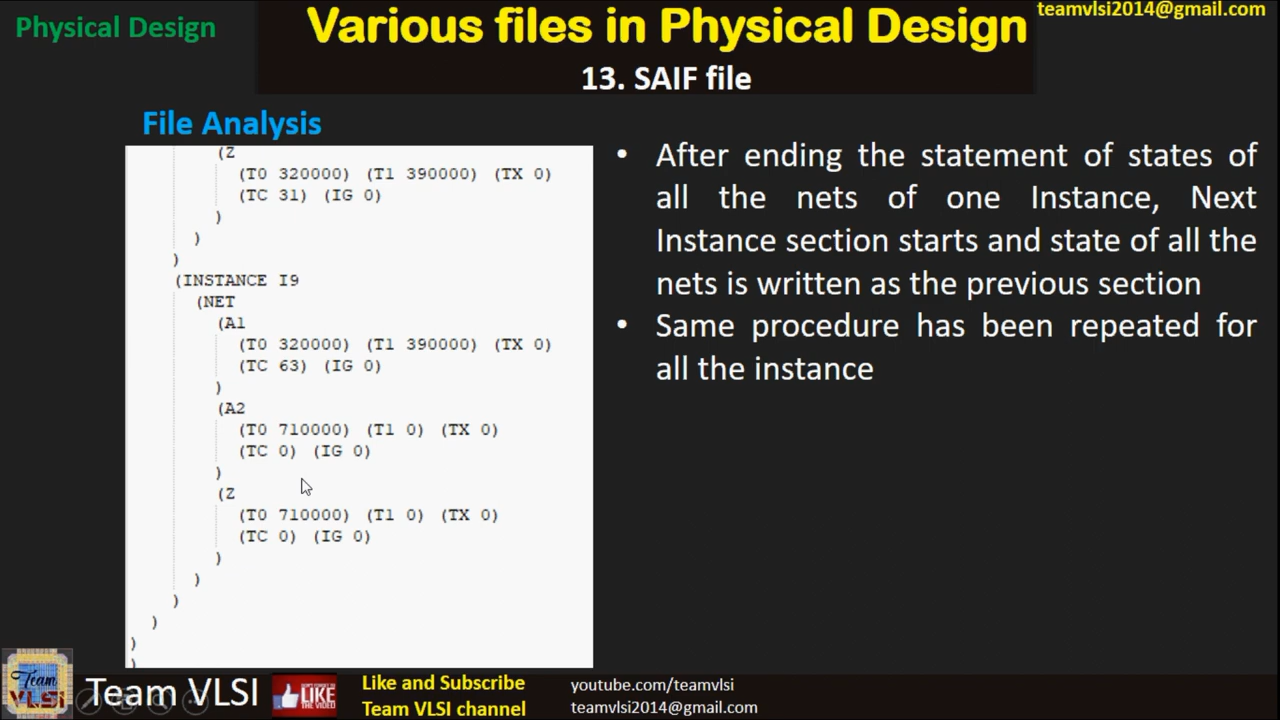 Physical Design
Various files in Physical Design
teamvlsi2014@gmail.com
13. SAIF file
File Analysis
(Z
(T0 320000) (T1 390000) (TX 0)
(TC 31) (IG 0)
)
)
)
(INSTANCE I9
(NET
(A1
(T0 320000) (T1 390000) (TX 0)
(TC 63) (IG 0)
)
(A2
(T0 710000) (T1 0) (TX 0)
(TC 0) (IG 0)
)
(Z
(T0 710000) (T1 0) (TX 0)
(TC 0) (IG 0)
)
)
)
)
)
)
• After ending the statement of states of
all the nets of one Instance, Next
Instance section starts and state of all the
nets is written as the previous section
• Same procedure has been repeated for
all the instance
Team
VLSI
Team VLSI
LIKE
THE VIDEO
Like and Subscribe
Team VLSI channel
youtube.com/teamvlsi
teamvlsi2014@gmail.com